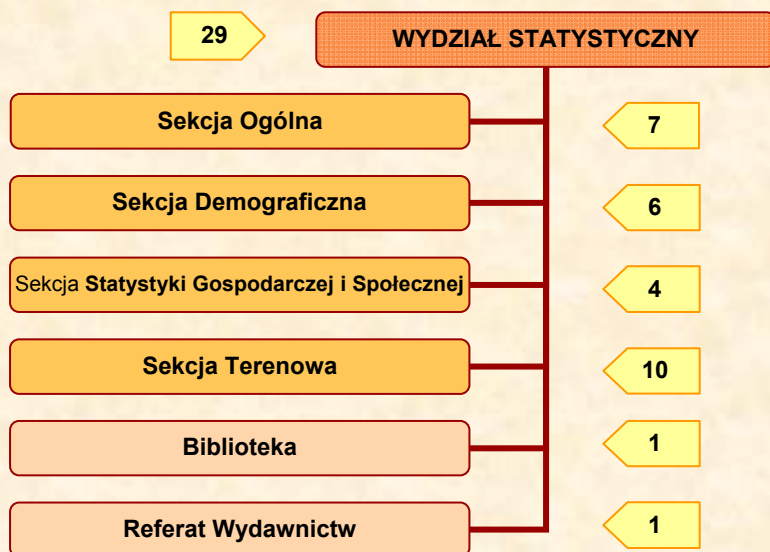 29
WYDZIAŁ STATYSTYCZNY
Sekcja Ogólna
7
Sekcja Demograficzna
6
Sekcja Statystyki Gospodarczej i Społecznej
4
Sekcja Terenowa
10
Biblioteka
1
Referat Wydawnictw
1